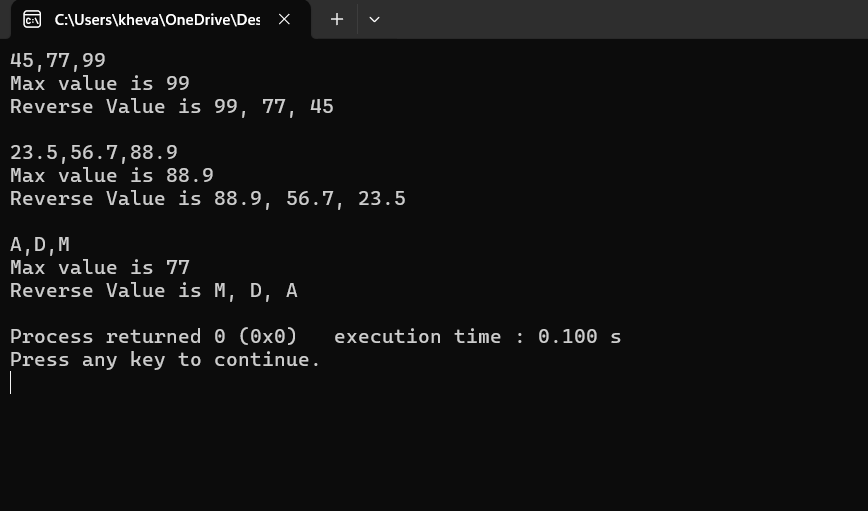 C:\Users\kheva\OneDrive\Des
45,77,99
Max value is 99
Reverse Value is 99, 77, 45
23.5,56.7,88.9
Max value is 88.9
Reverse Value is 88.9, 56.7, 23.5
A,D,M
Max value is 77
Reverse Value is M, D, A
Process returned 0 (0x0)   execution time : 0.100 s
Press any key to continue.